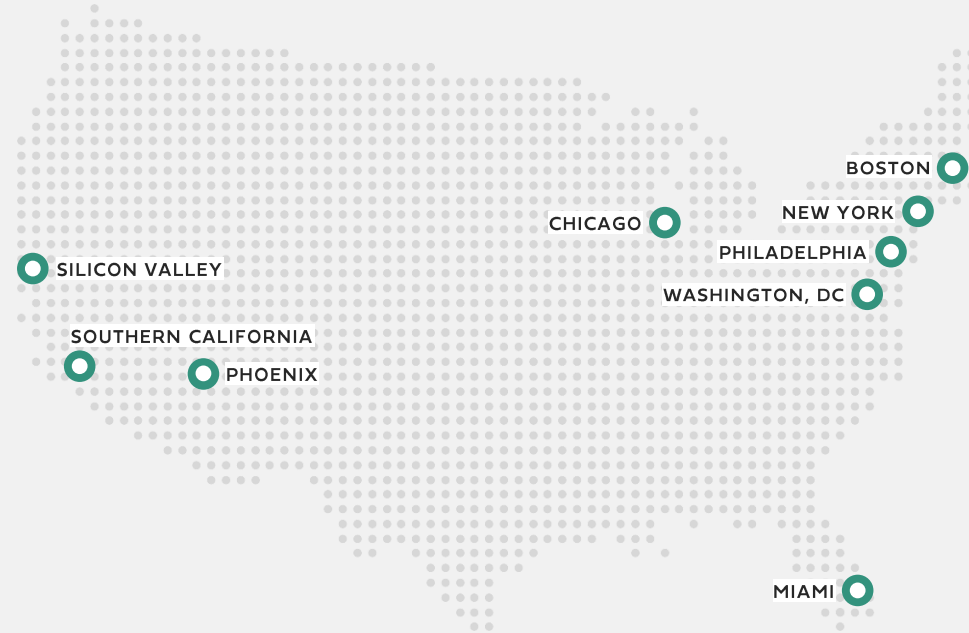 BOSTON
NEW YORK
CHICAGO
PHILADELPHIA
SILICON VALLEY
WASHINGTON, DC
SOUTHERN CALIFORNIA
PHOENIX
MIAMI